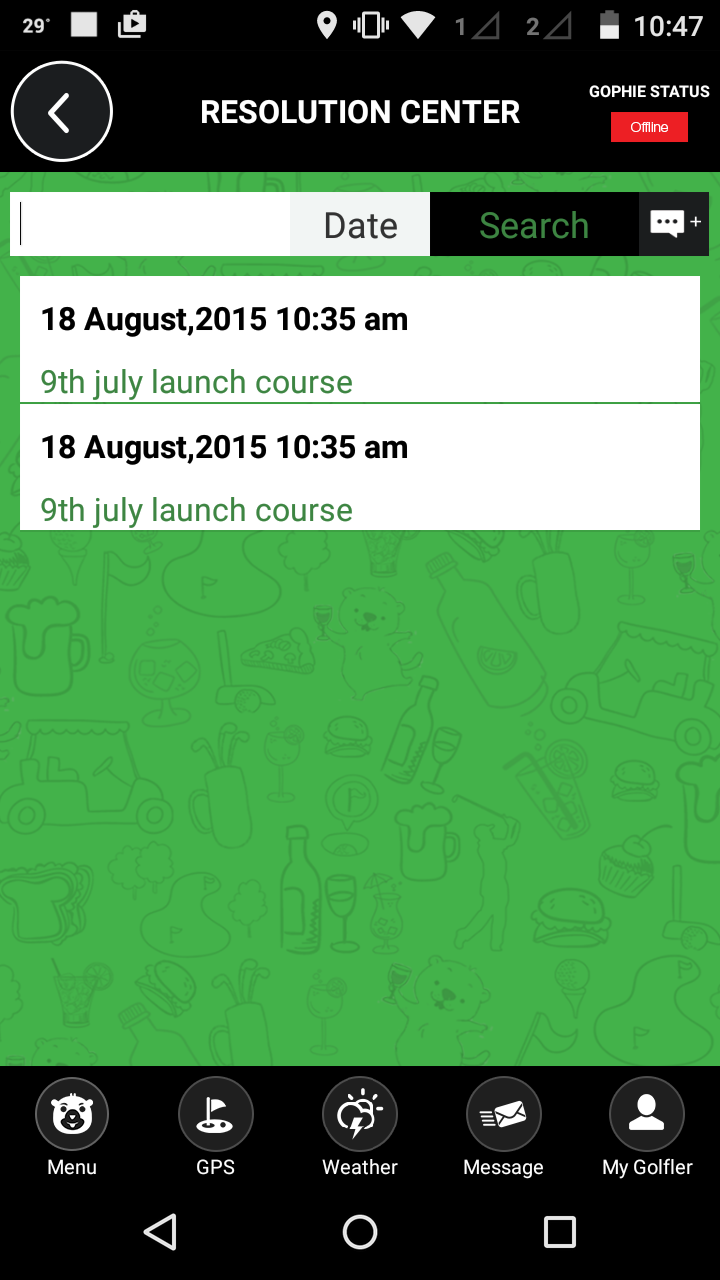 29°
1
2
10:47
RESOLUTION CENTER
GOPHIE STATUS
Offline
Date
Search
+
18 August,2015 10:35 am
9th july launch course
18 August,2015 10:35 am
9th july launch course
Menu
GPS
Weather
Message
My Golfler